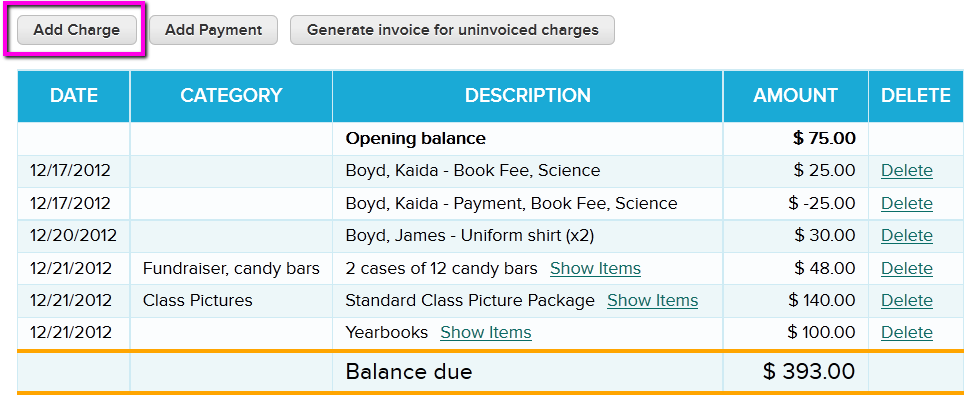 Add Charge Add Payment Generate invoice for uninvoiced charges
DATE CATEGORY DESCRIPTION AMOUNT DELETE
Opening balance $ 75.00
12/17/2012 Boyd, Kaida - Book Fee, Science $ 25.00 Delete
12/17/2012 Boyd, Kaida - Payment, Book Fee, Science $ -25.00 Delete
12/20/2012 Boyd, James - Uniform shirt (x2) $ 30.00 Delete
12/21/2012 Fundraiser, candy bars 2 cases of 12 candy bars Show Items $ 48.00 Delete
12/21/2012 Class Pictures Standard Class Picture Package Show Items $ 140.00 Delete
12/21/2012 Yearbooks Show Items $ 100.00 Delete
Balance due $ 393.00